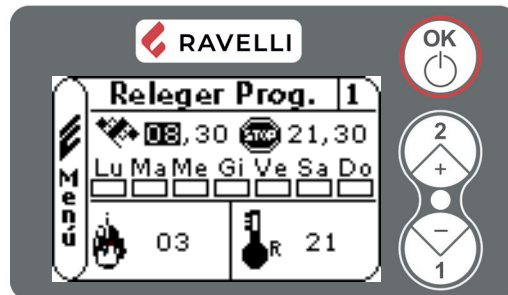 RAVELLI
OK
Releger Prog. 1
08,30 STOP 21,30
Lu Ma Me Gi Ve Sa Do
03 R 21
Menú
2
+
−
1